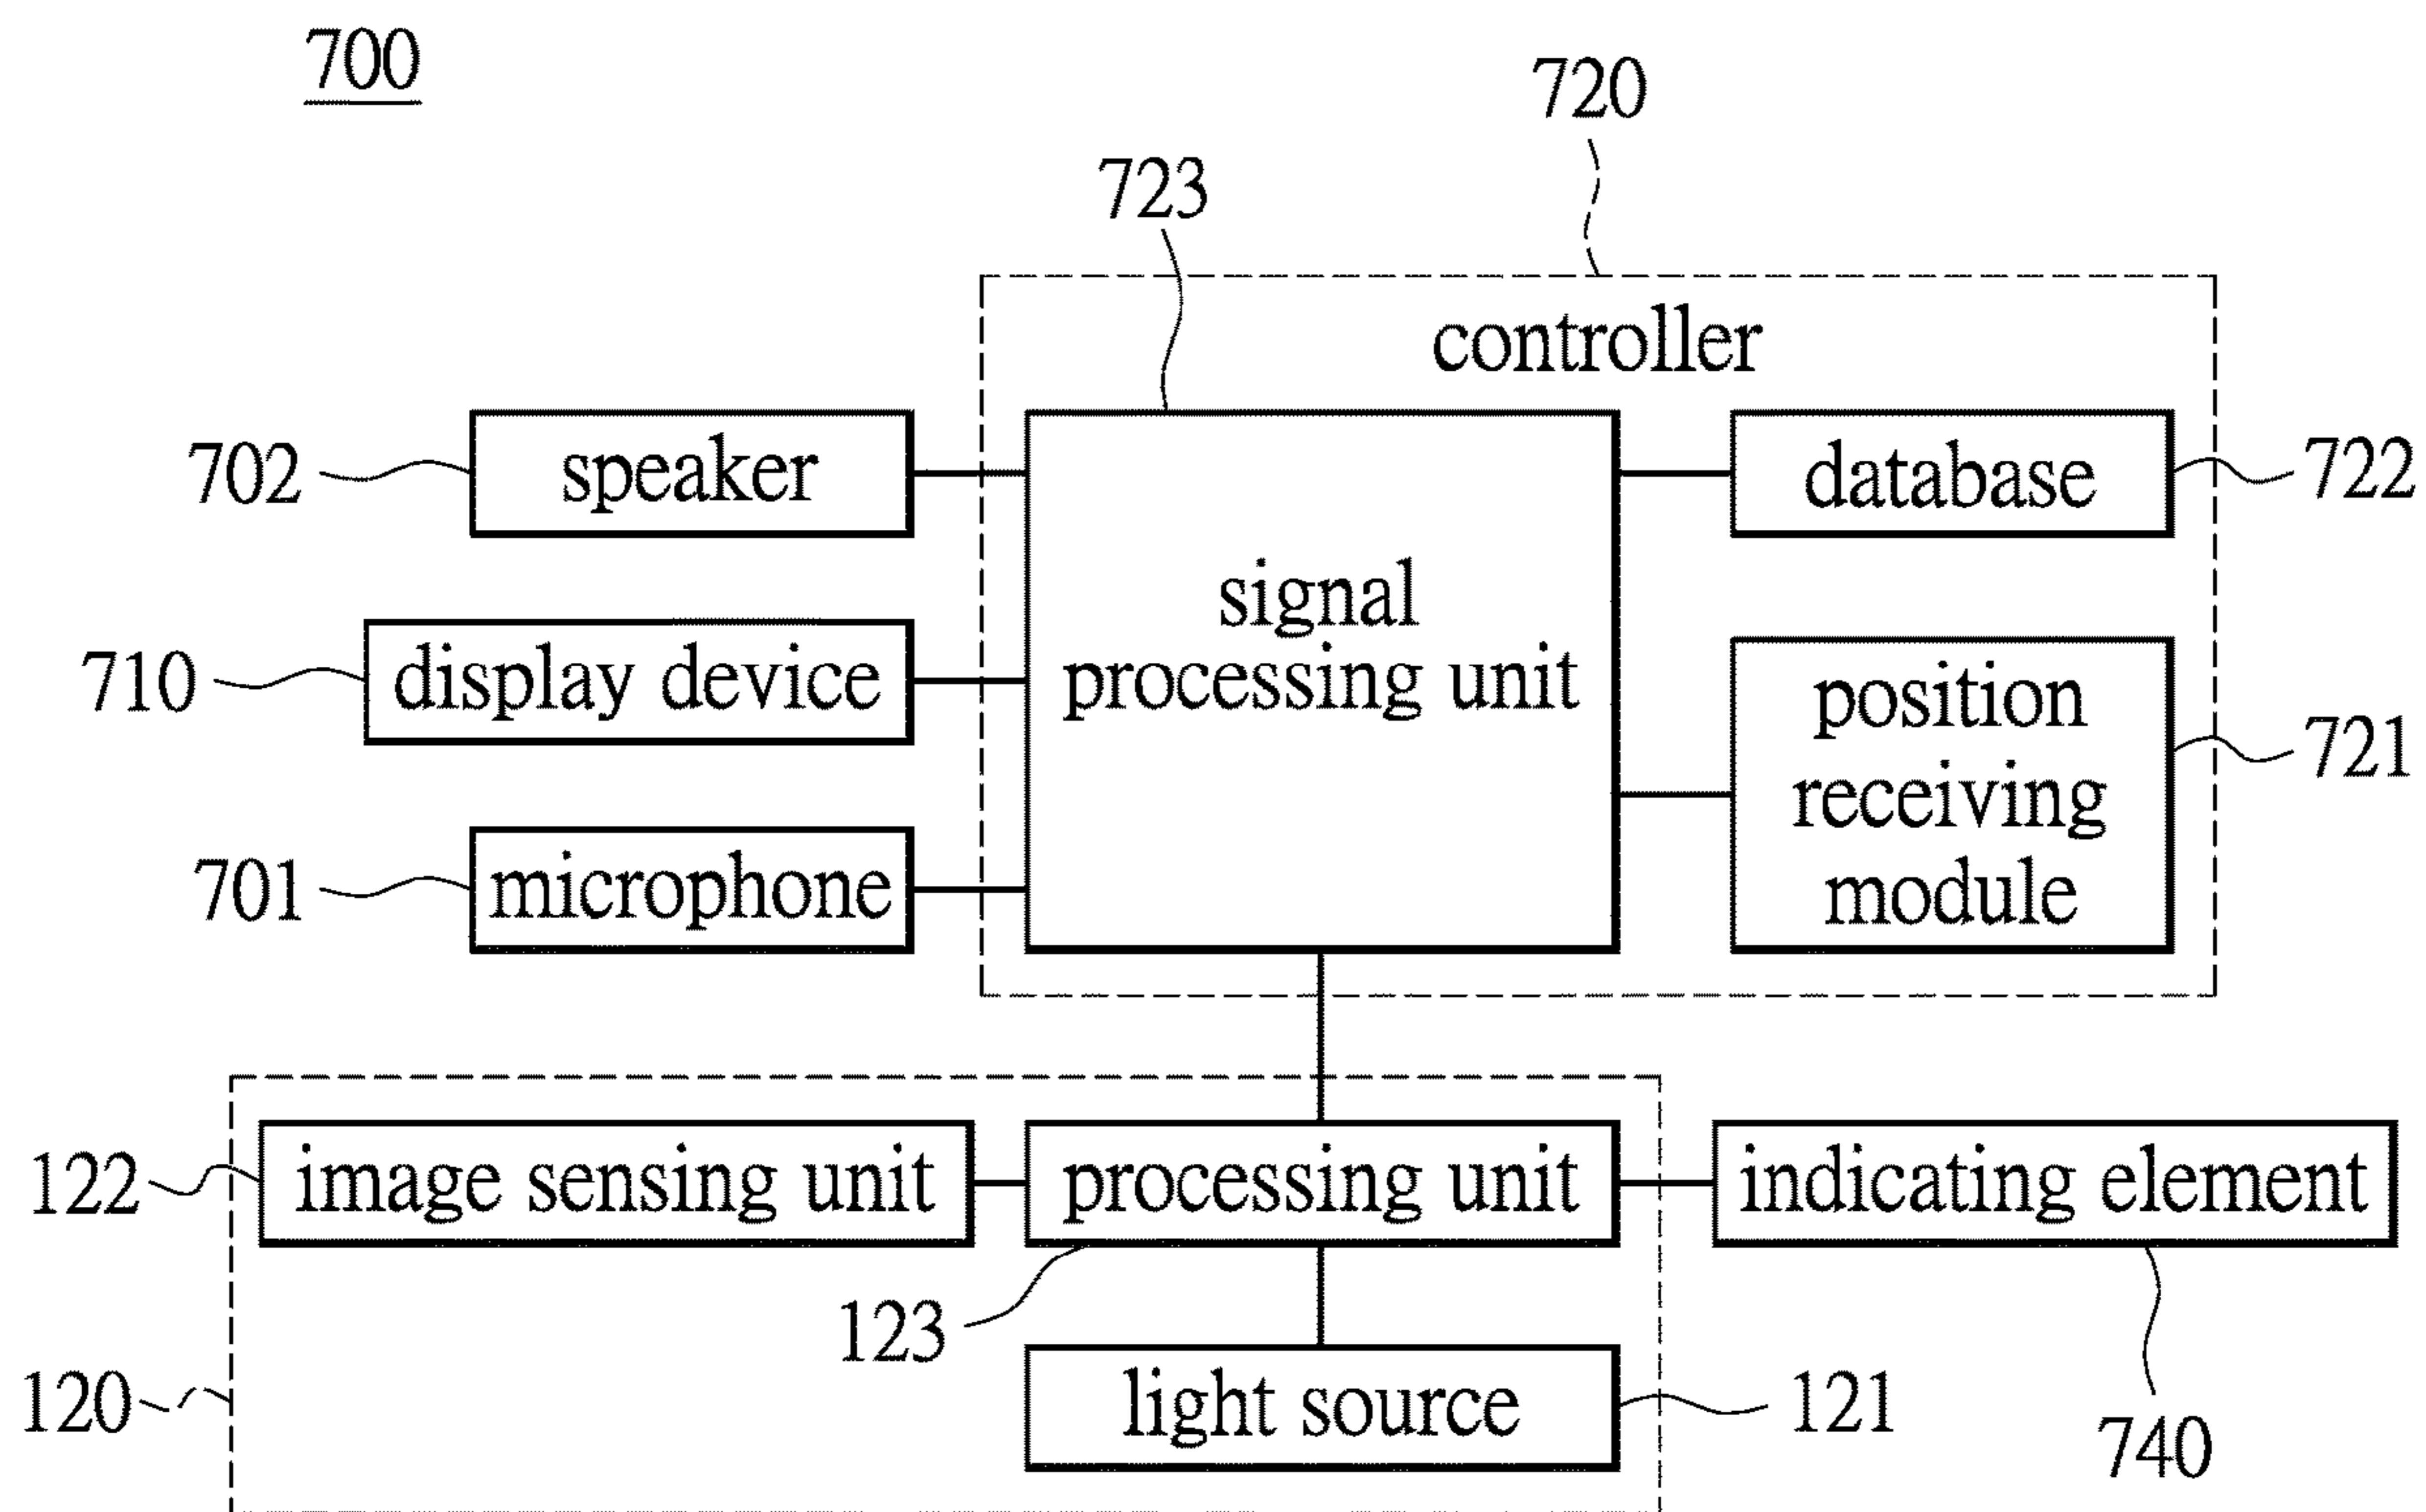 700
720
723
controller
702
speaker
database
722
signal
processing unit
710
display device
position
receiving
module
721
701
microphone
122
image sensing unit
processing unit
indicating element
123
120
light source
121
740